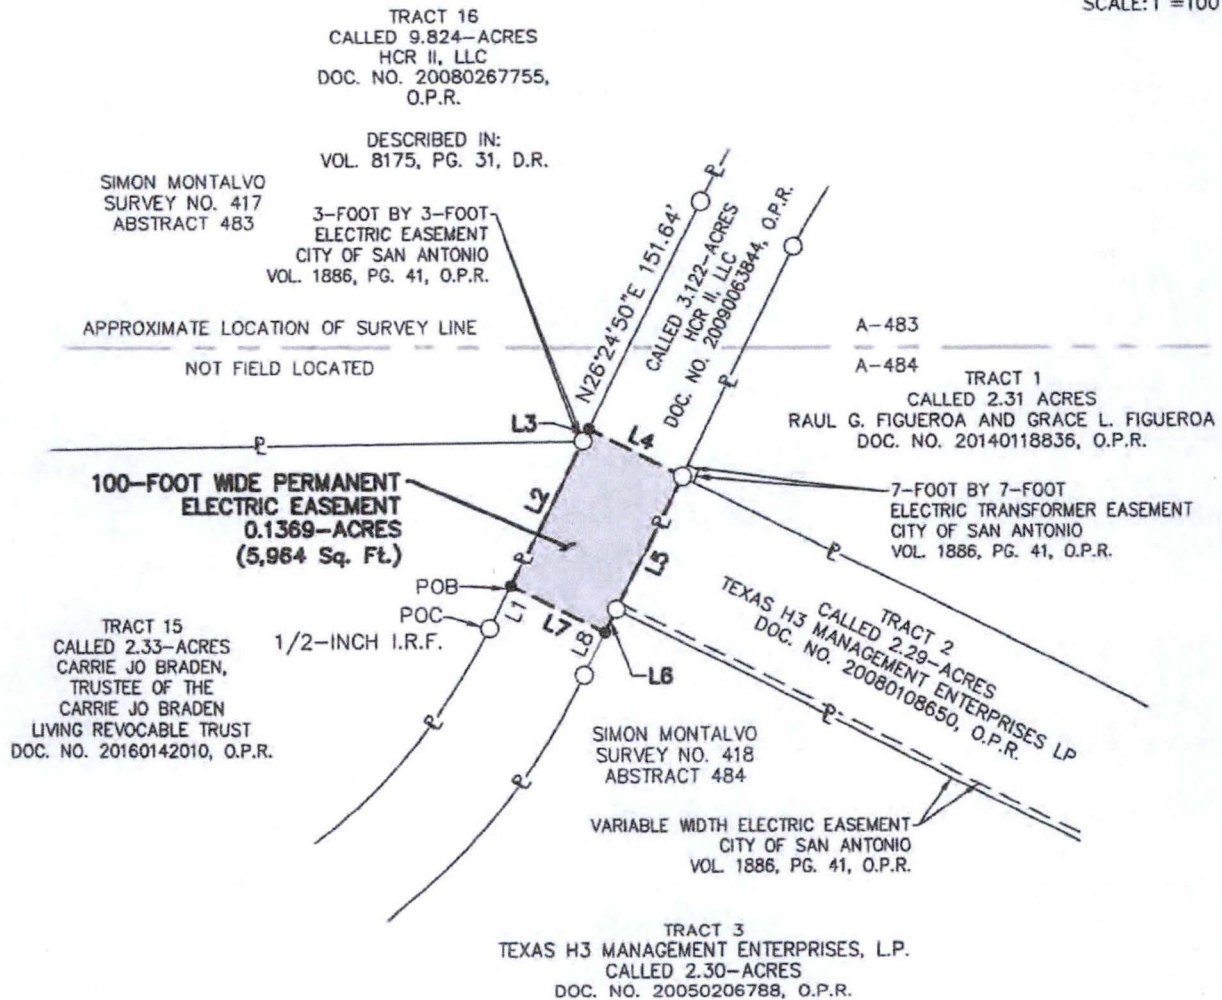 SCALE: 1"=100'
TRACT 16
CALLED 9.824-ACRES
HCR II, LLC
DOC. NO. 20080267755,
O.P.R.
DESCRIBED IN:
VOL. 8175, PG. 31, D.R.
SIMON MONTALVO
SURVEY NO. 417
ABSTRACT 483
3-FOOT BY 3-FOOT
ELECTRIC EASEMENT
CITY OF SAN ANTONIO
VOL. 1886, PG. 41, O.P.R.
N26°24'50"E 151.64'
CALLED 3.122-ACRES
HCR II, LLC
DOC. NO. 20090063844, O.P.R.
APPROXIMATE LOCATION OF SURVEY LINE
NOT FIELD LOCATED
A-483
A-484
TRACT 1
CALLED 2.31 ACRES
RAUL G. FIGUEROA AND GRACE L. FIGUEROA
DOC. NO. 20140118836, O.P.R.
L3
L4
100-FOOT WIDE PERMANENT
ELECTRIC EASEMENT
0.1369-ACRES
(5,964 Sq. Ft.)
L2
L5
7-FOOT BY 7-FOOT
ELECTRIC TRANSFORMER EASEMENT
CITY OF SAN ANTONIO
VOL. 1886, PG. 41, O.P.R.
POB
POC
1/2-INCH I.R.F.
L1
L7
L8
L6
TRACT 2
CALLED 2.29-ACRES
TEXAS H3 MANAGEMENT ENTERPRISES LP
DOC. NO. 20080108650, O.P.R.
TRACT 15
CALLED 2.33-ACRES
CARRIE JO BRADEN,
TRUSTEE OF THE
CARRIE JO BRADEN
LIVING REVOCABLE TRUST
DOC. NO. 20160142010, O.P.R.
SIMON MONTALVO
SURVEY NO. 418
ABSTRACT 484
VARIABLE WIDTH ELECTRIC EASEMENT
CITY OF SAN ANTONIO
VOL. 1886, PG. 41, O.P.R.
TRACT 3
TEXAS H3 MANAGEMENT ENTERPRISES, L.P.
CALLED 2.30-ACRES
DOC. NO. 20050206788, O.P.R.